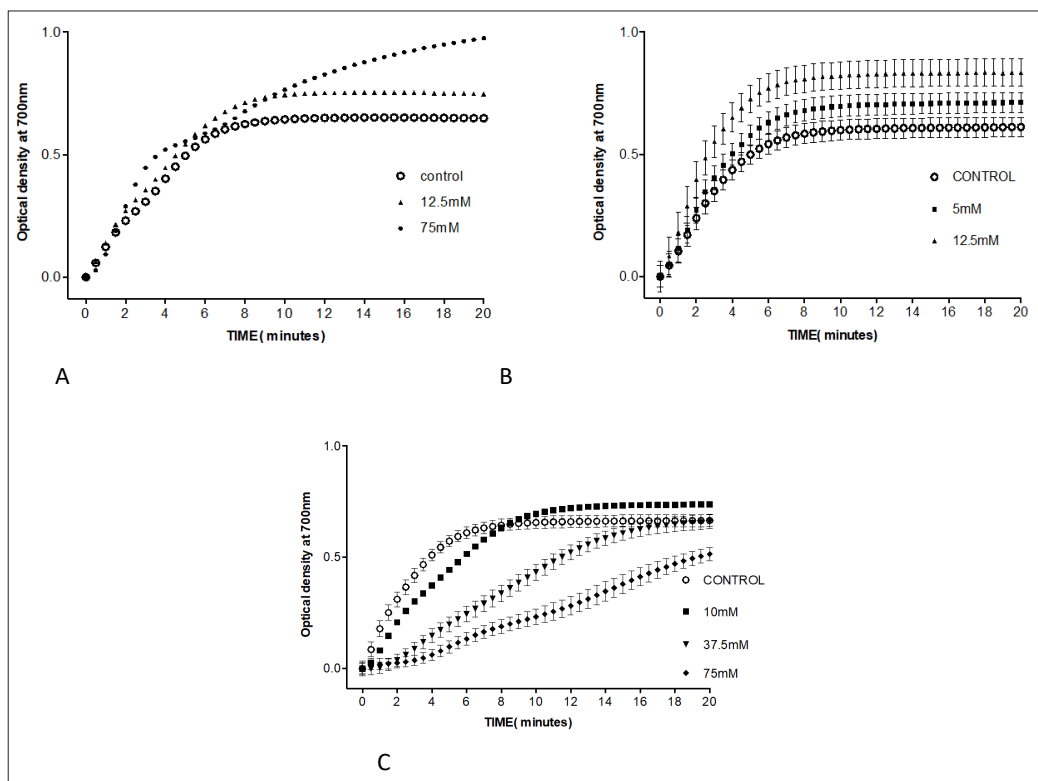 Optical density at 700nm
1.0
0.5
0.0
control
12.5mM
75mM
0 2 4 6 8 10 12 14 16 18 20
TIME( minutes)
A
Optical density at 700nm
1.0
0.5
0.0
CONTROL
5mM
12.5mM
0 2 4 6 8 10 12 14 16 18 20
TIME( minutes)
B
Optical density at 700nm
1.0
0.5
0.0
CONTROL
10mM
37.5mM
75mM
0 2 4 6 8 10 12 14 16 18 20
TIME( minutes)
C